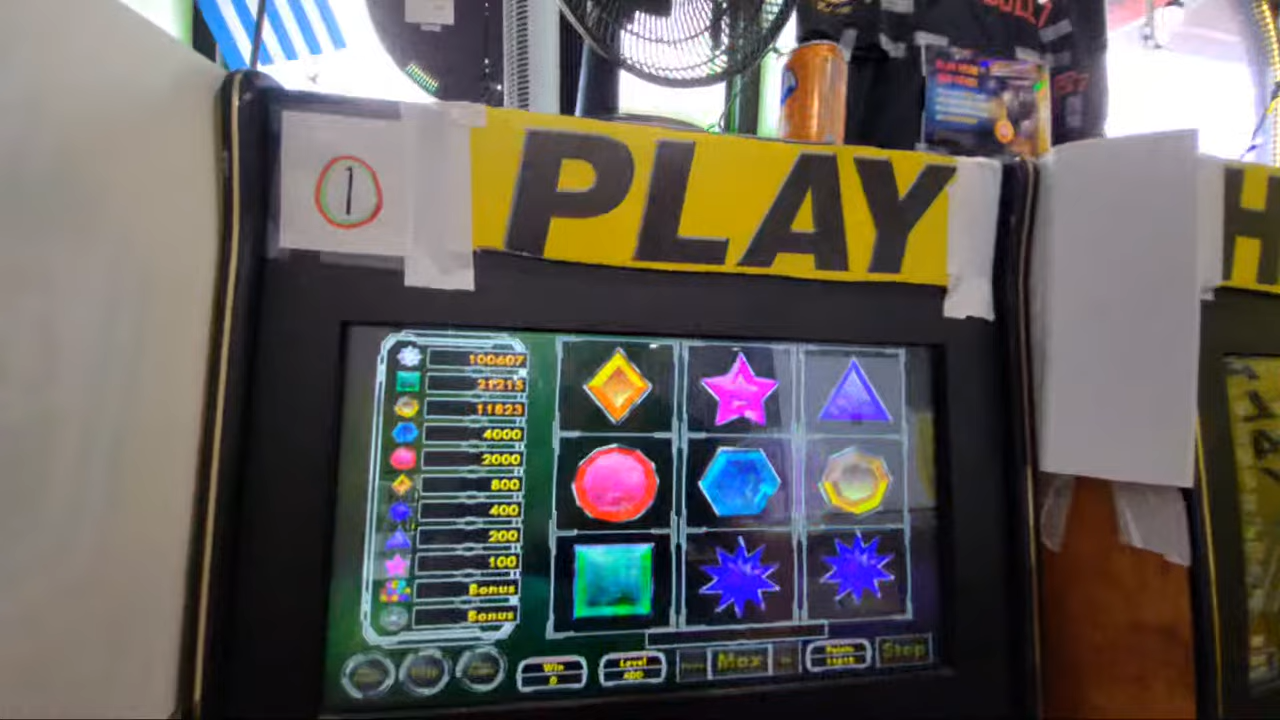 1
PLAY
H
100607
21215
11823
4000
2000
800
400
200
100
Bonus
Bonus
Win
0
Level
400
Max
Points
Stop